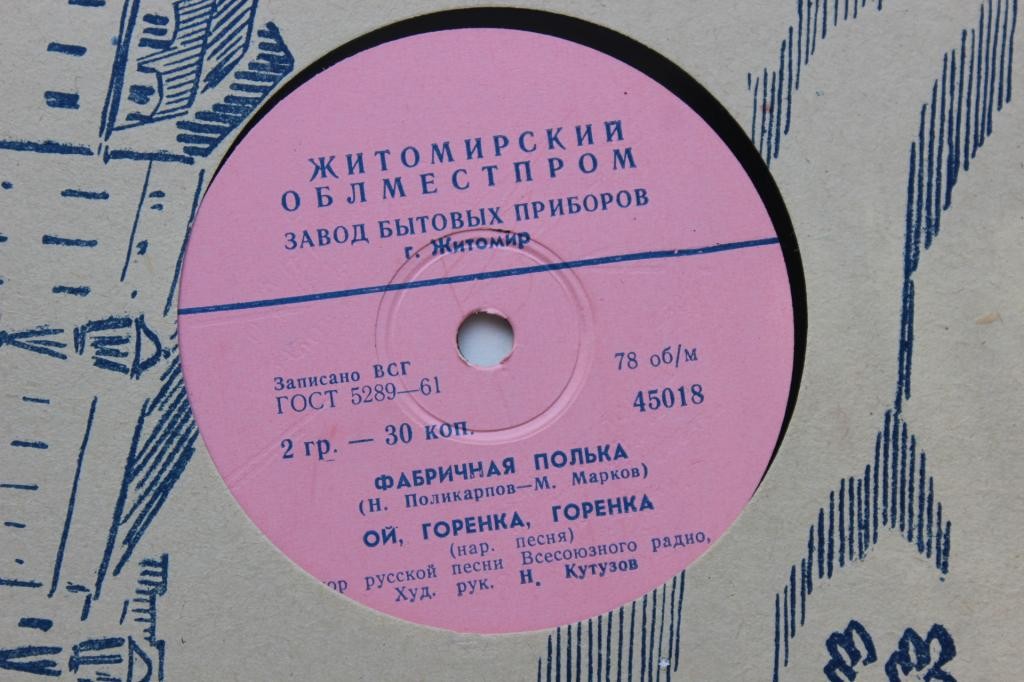 ЖИТОМИРСКИЙ
ОБЛМЕСТПРОМ
ЗАВОД БЫТОВЫХ ПРИБОРОВ
г. Житомир
Записано ВСГ
ГОСТ 5289—61
78 об/м
45018
2 гр. — 30 коп.
ФАБРИЧНАЯ ПОЛЬКА
(Н. Поликарпов—М. Марков)
ОЙ, ГОРЕНКА, ГОРЕНКА
(нар. песня)
русской песни Всесоюзного радио,
Худ. рук. Н. Кутузов